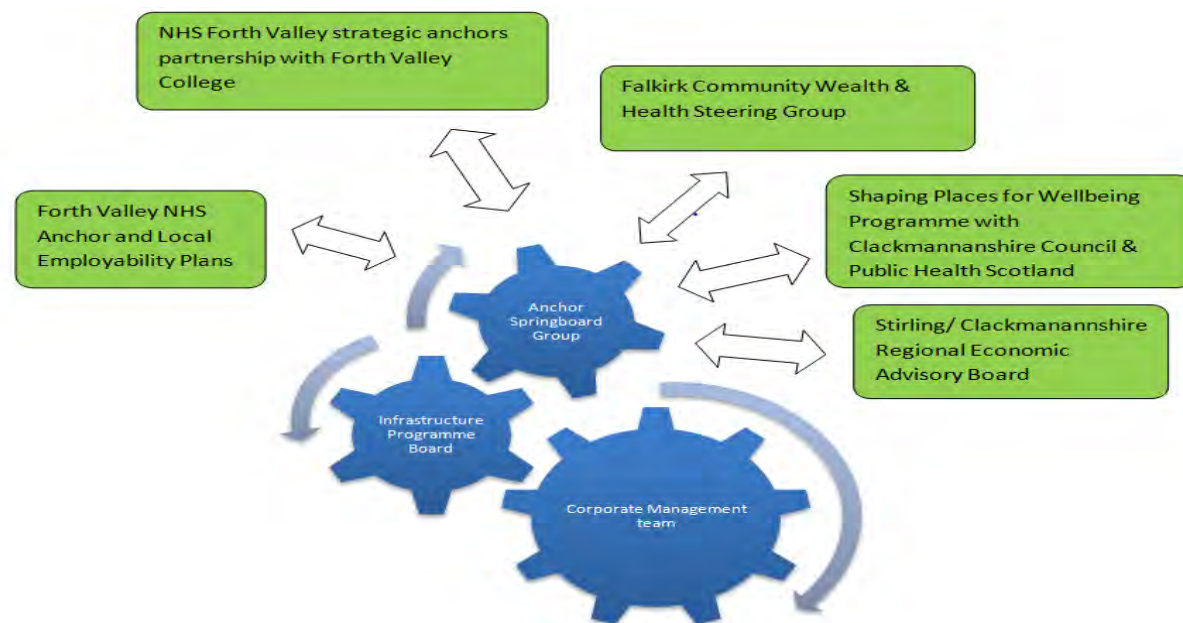 NHS Forth Valley strategic anchors
partnership with Forth Valley
College
Falkirk Community Wealth &
Health Steering Group
Forth Valley NHS
Anchor and Local
Employability Plans
Shaping Places for Wellbeing
Programme with
Clackmannanshire Council &
Public Health Scotland
Stirling/ Clackmanannshire
Regional Economic
Advisory Board
Anchor
Springboard
Group
Infrastructure
Programme
Board
Corporate Management
team